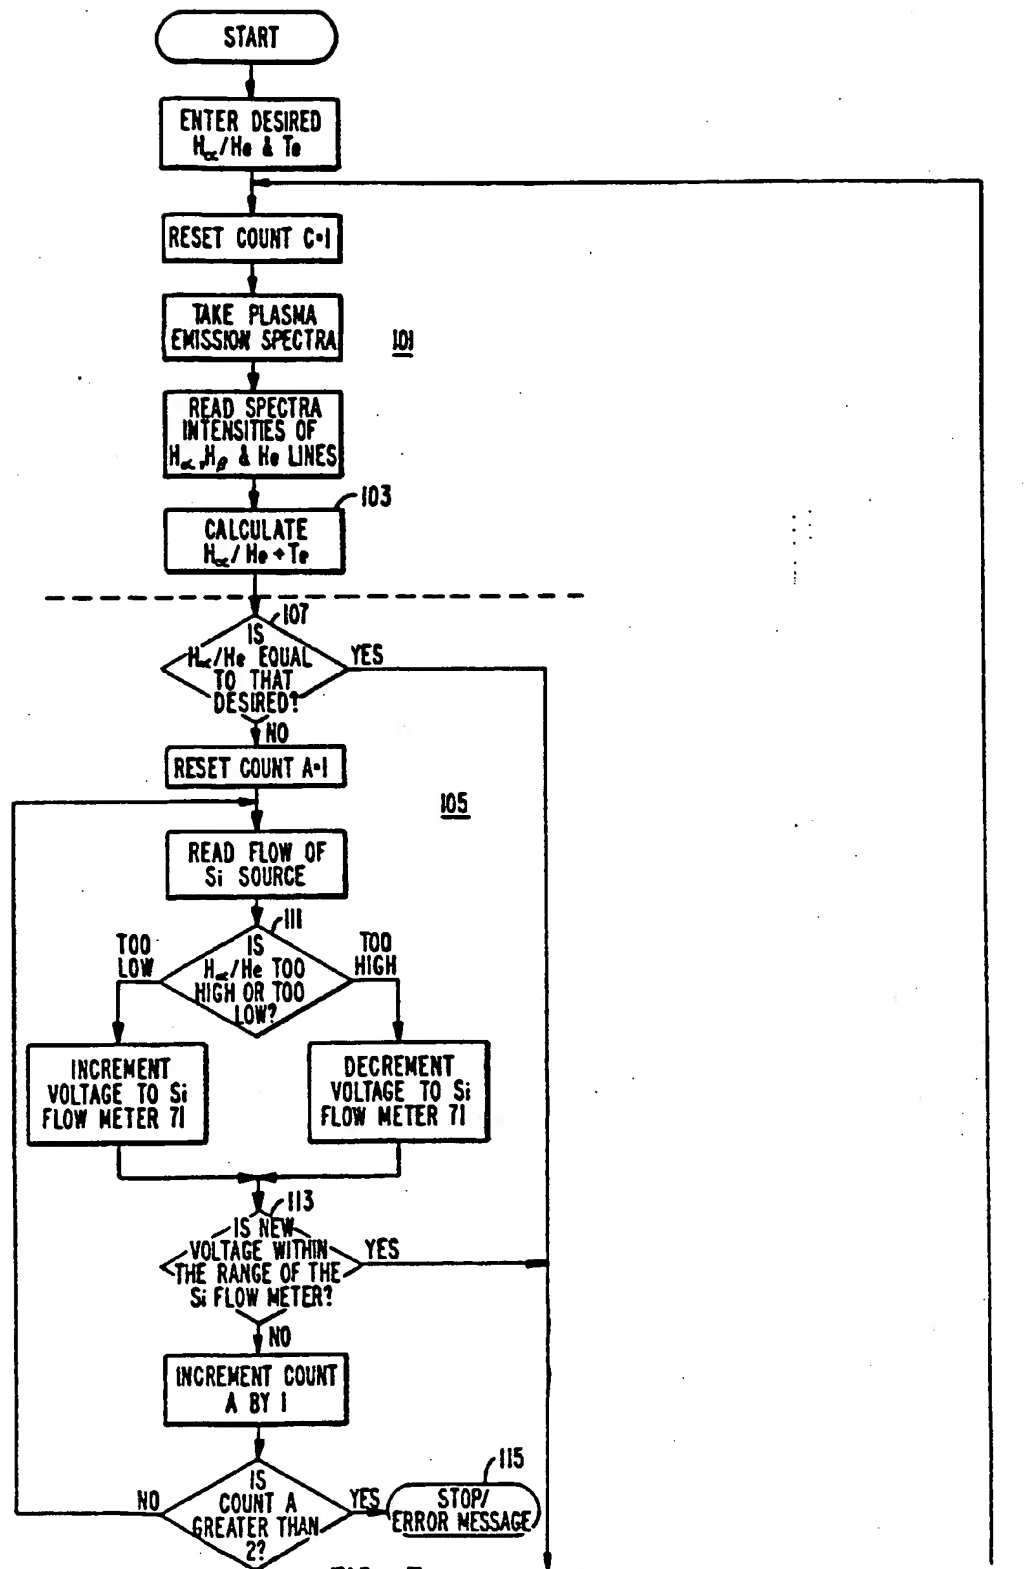 START
ENTER DESIRED
H∝/He & Te
RESET COUNT C=1
TAKE PLASMA
EMISSION SPECTRA
101
READ SPECTRA
INTENSITIES OF
H∝,Hβ & He LINES
103
CALCULATE
H∝/He + Te
107
IS
H∝/He EQUAL
TO THAT
DESIRED?
YES
NO
RESET COUNT A=1
105
READ FLOW OF
Si SOURCE
111
IS
H∝/He TOO
HIGH OR TOO
LOW?
TOO
LOW
TOO
HIGH
INCREMENT
VOLTAGE TO Si
FLOW METER 71
DECREMENT
VOLTAGE TO Si
FLOW METER 71
113
IS NEW
VOLTAGE WITHIN
THE RANGE OF THE
Si FLOW METER?
YES
NO
INCREMENT COUNT
A BY 1
IS
COUNT A
GREATER THAN
2?
NO
YES
115
STOP/
ERROR MESSAGE